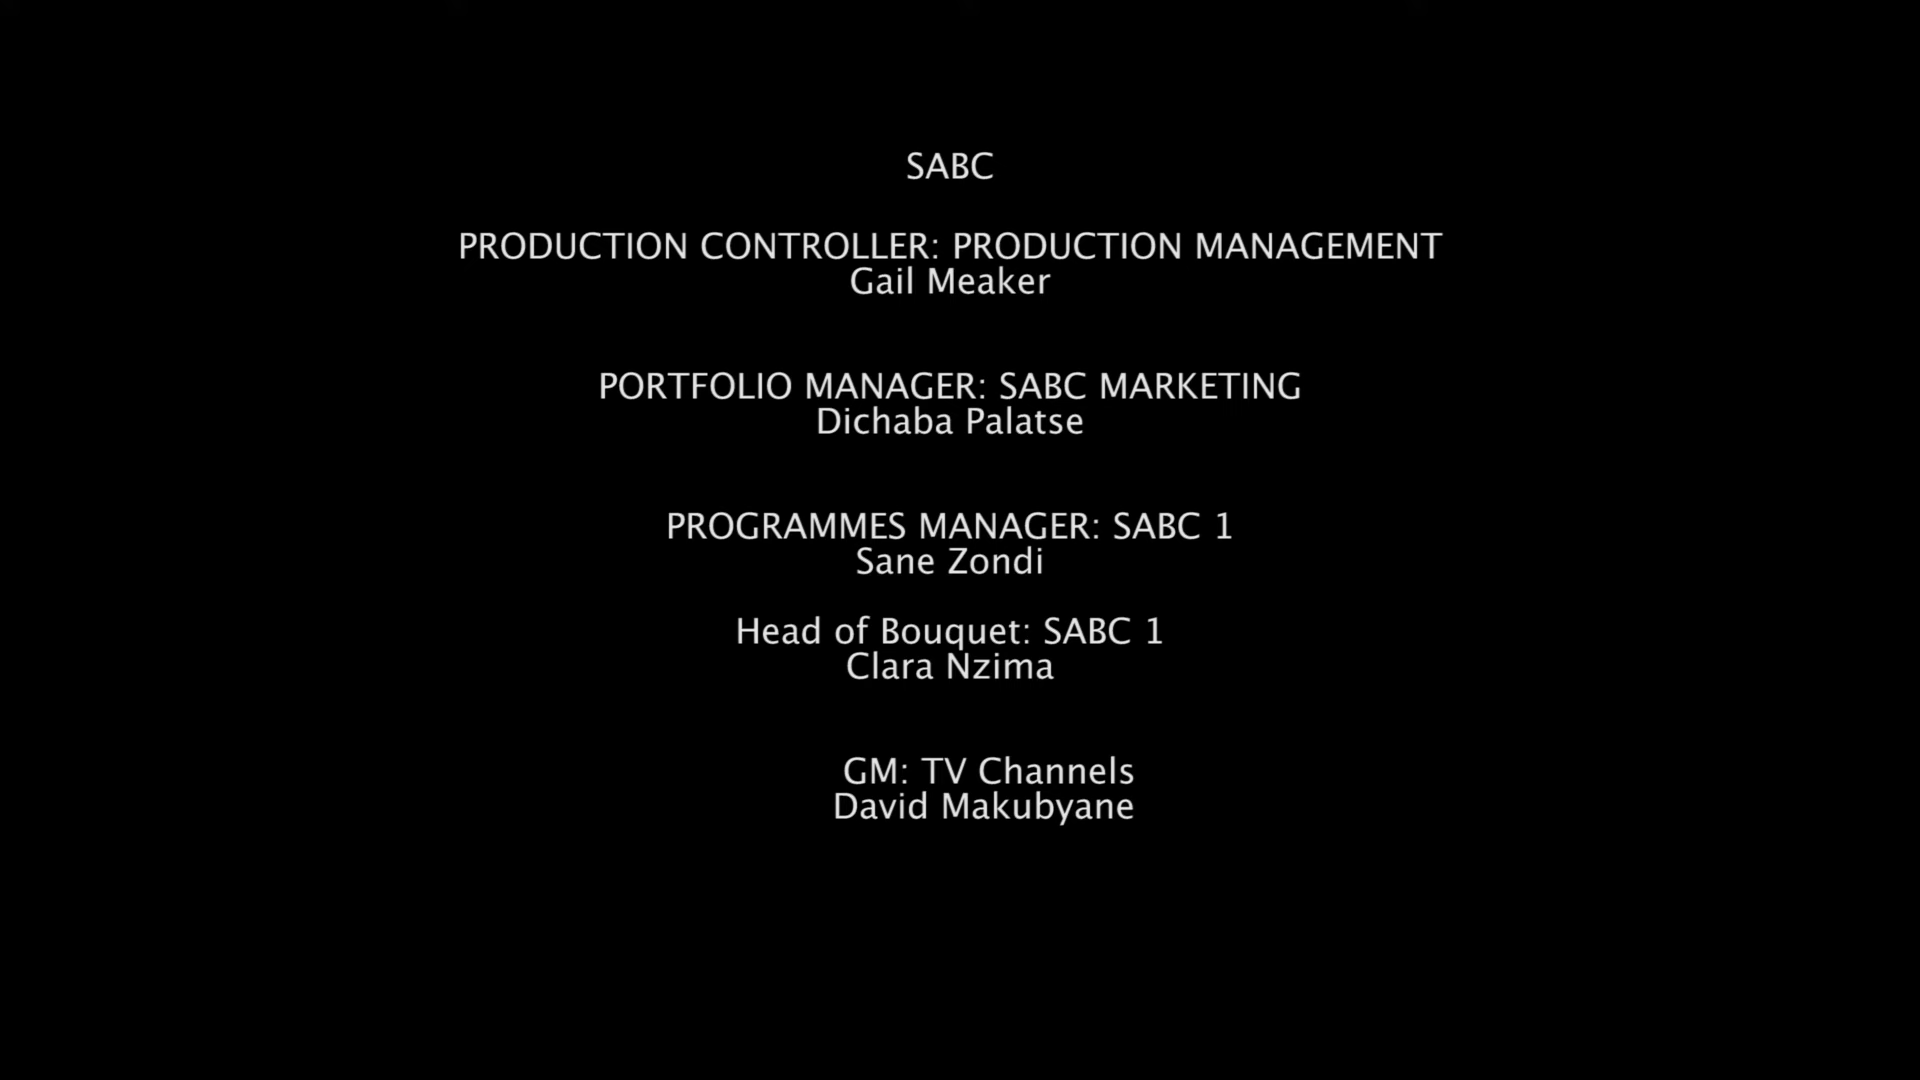 SABC
PRODUCTION CONTROLLER: PRODUCTION MANAGEMENT
Gail Meaker
PORTFOLIO MANAGER: SABC MARKETING
Dichaba Palatse
PROGRAMMES MANAGER: SABC 1
Sane Zondi
Head of Bouquet: SABC 1
Clara Nzima
GM: TV Channels
David Makubyane